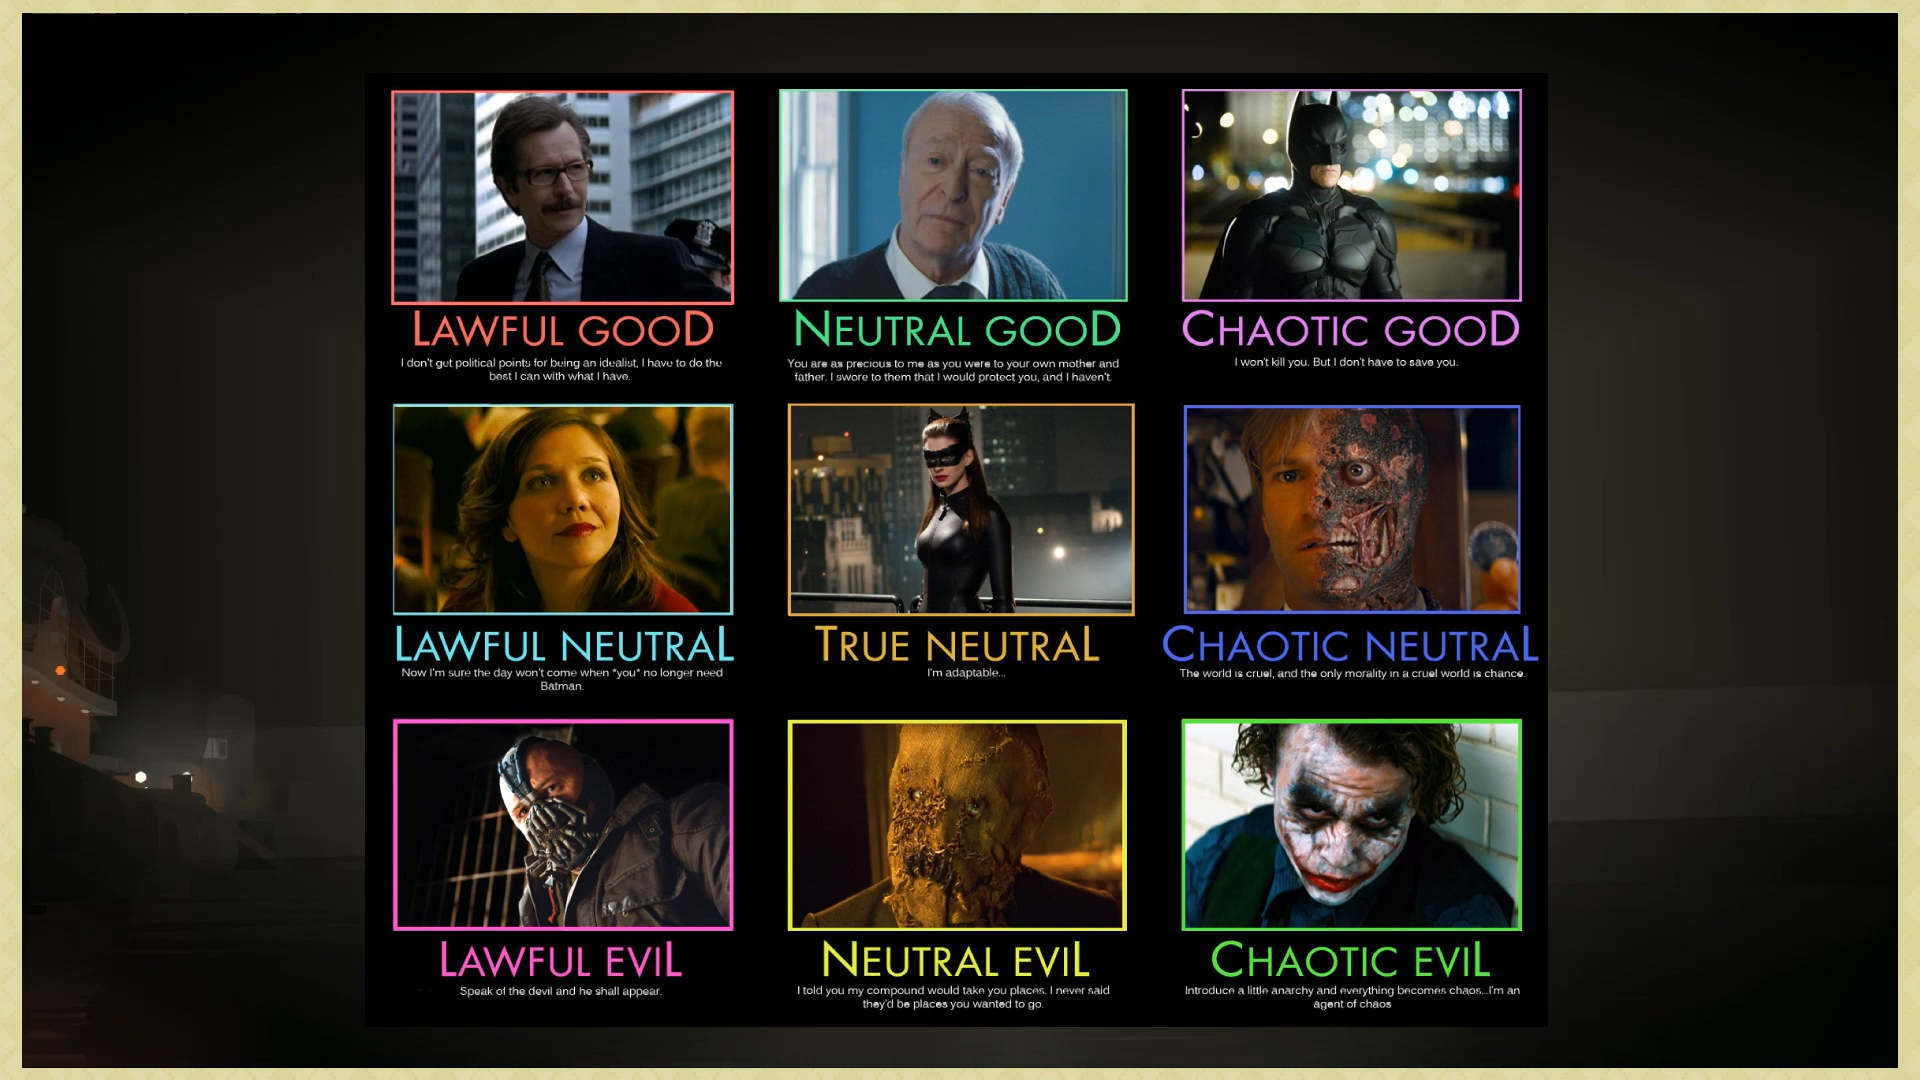 LAWFUL GOOD
I don't get political points for being an idealist, I have to do the
best I can with what I have.
NEUTRAL GOOD
You are as precious to me as you were to your own mother and
father. I swore to them that I would protect you, and I haven't.
CHAOTIC GOOD
I won't kill you. But I don't have to save you.
LAWFUL NEUTRAL
Now I'm sure the day won't come when *you* no longer need
Batman.
TRUE NEUTRAL
I'm adaptable...
CHAOTIC NEUTRAL
The world is cruel, and the only morality in a cruel world is chance.
LAWFUL EVIL
Speak of the devil and he shall appear.
NEUTRAL EVIL
I told you my compound would take you places. I never said
they'd be places you wanted to go.
CHAOTIC EVIL
Introduce a little anarchy and everything becomes chaos...I'm an
agent of chaos